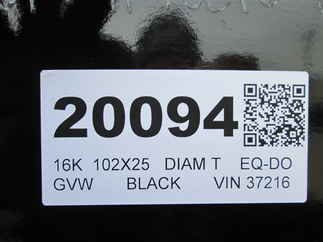 20094
16K 102X25 DIAM T EQ-DO
GVW BLACK VIN 37216